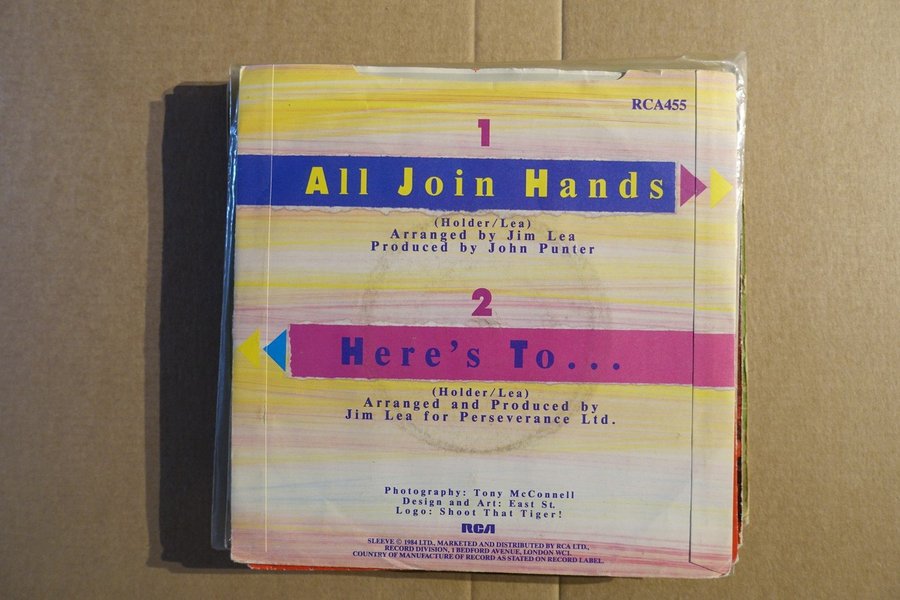 RCA455
1
All Join Hands
(Holder/Lea)
Arranged by Jim Lea
Produced by John Punter
2
Here's To...
(Holder/Lea)
Arranged and Produced by
Jim Lea for Perseverance Ltd.
Photography: Tony McConnell
Design and Art: East St.
Logo: Shoot That Tiger!
RCA
SLEEVE © 1984 LTD., MARKETED AND DISTRIBUTED BY RCA LTD.,
RECORD DIVISION, 1 BEDFORD AVENUE, LONDON WC1.
COUNTRY OF MANUFACTURE OF RECORD AS STATED ON RECORD LABEL.